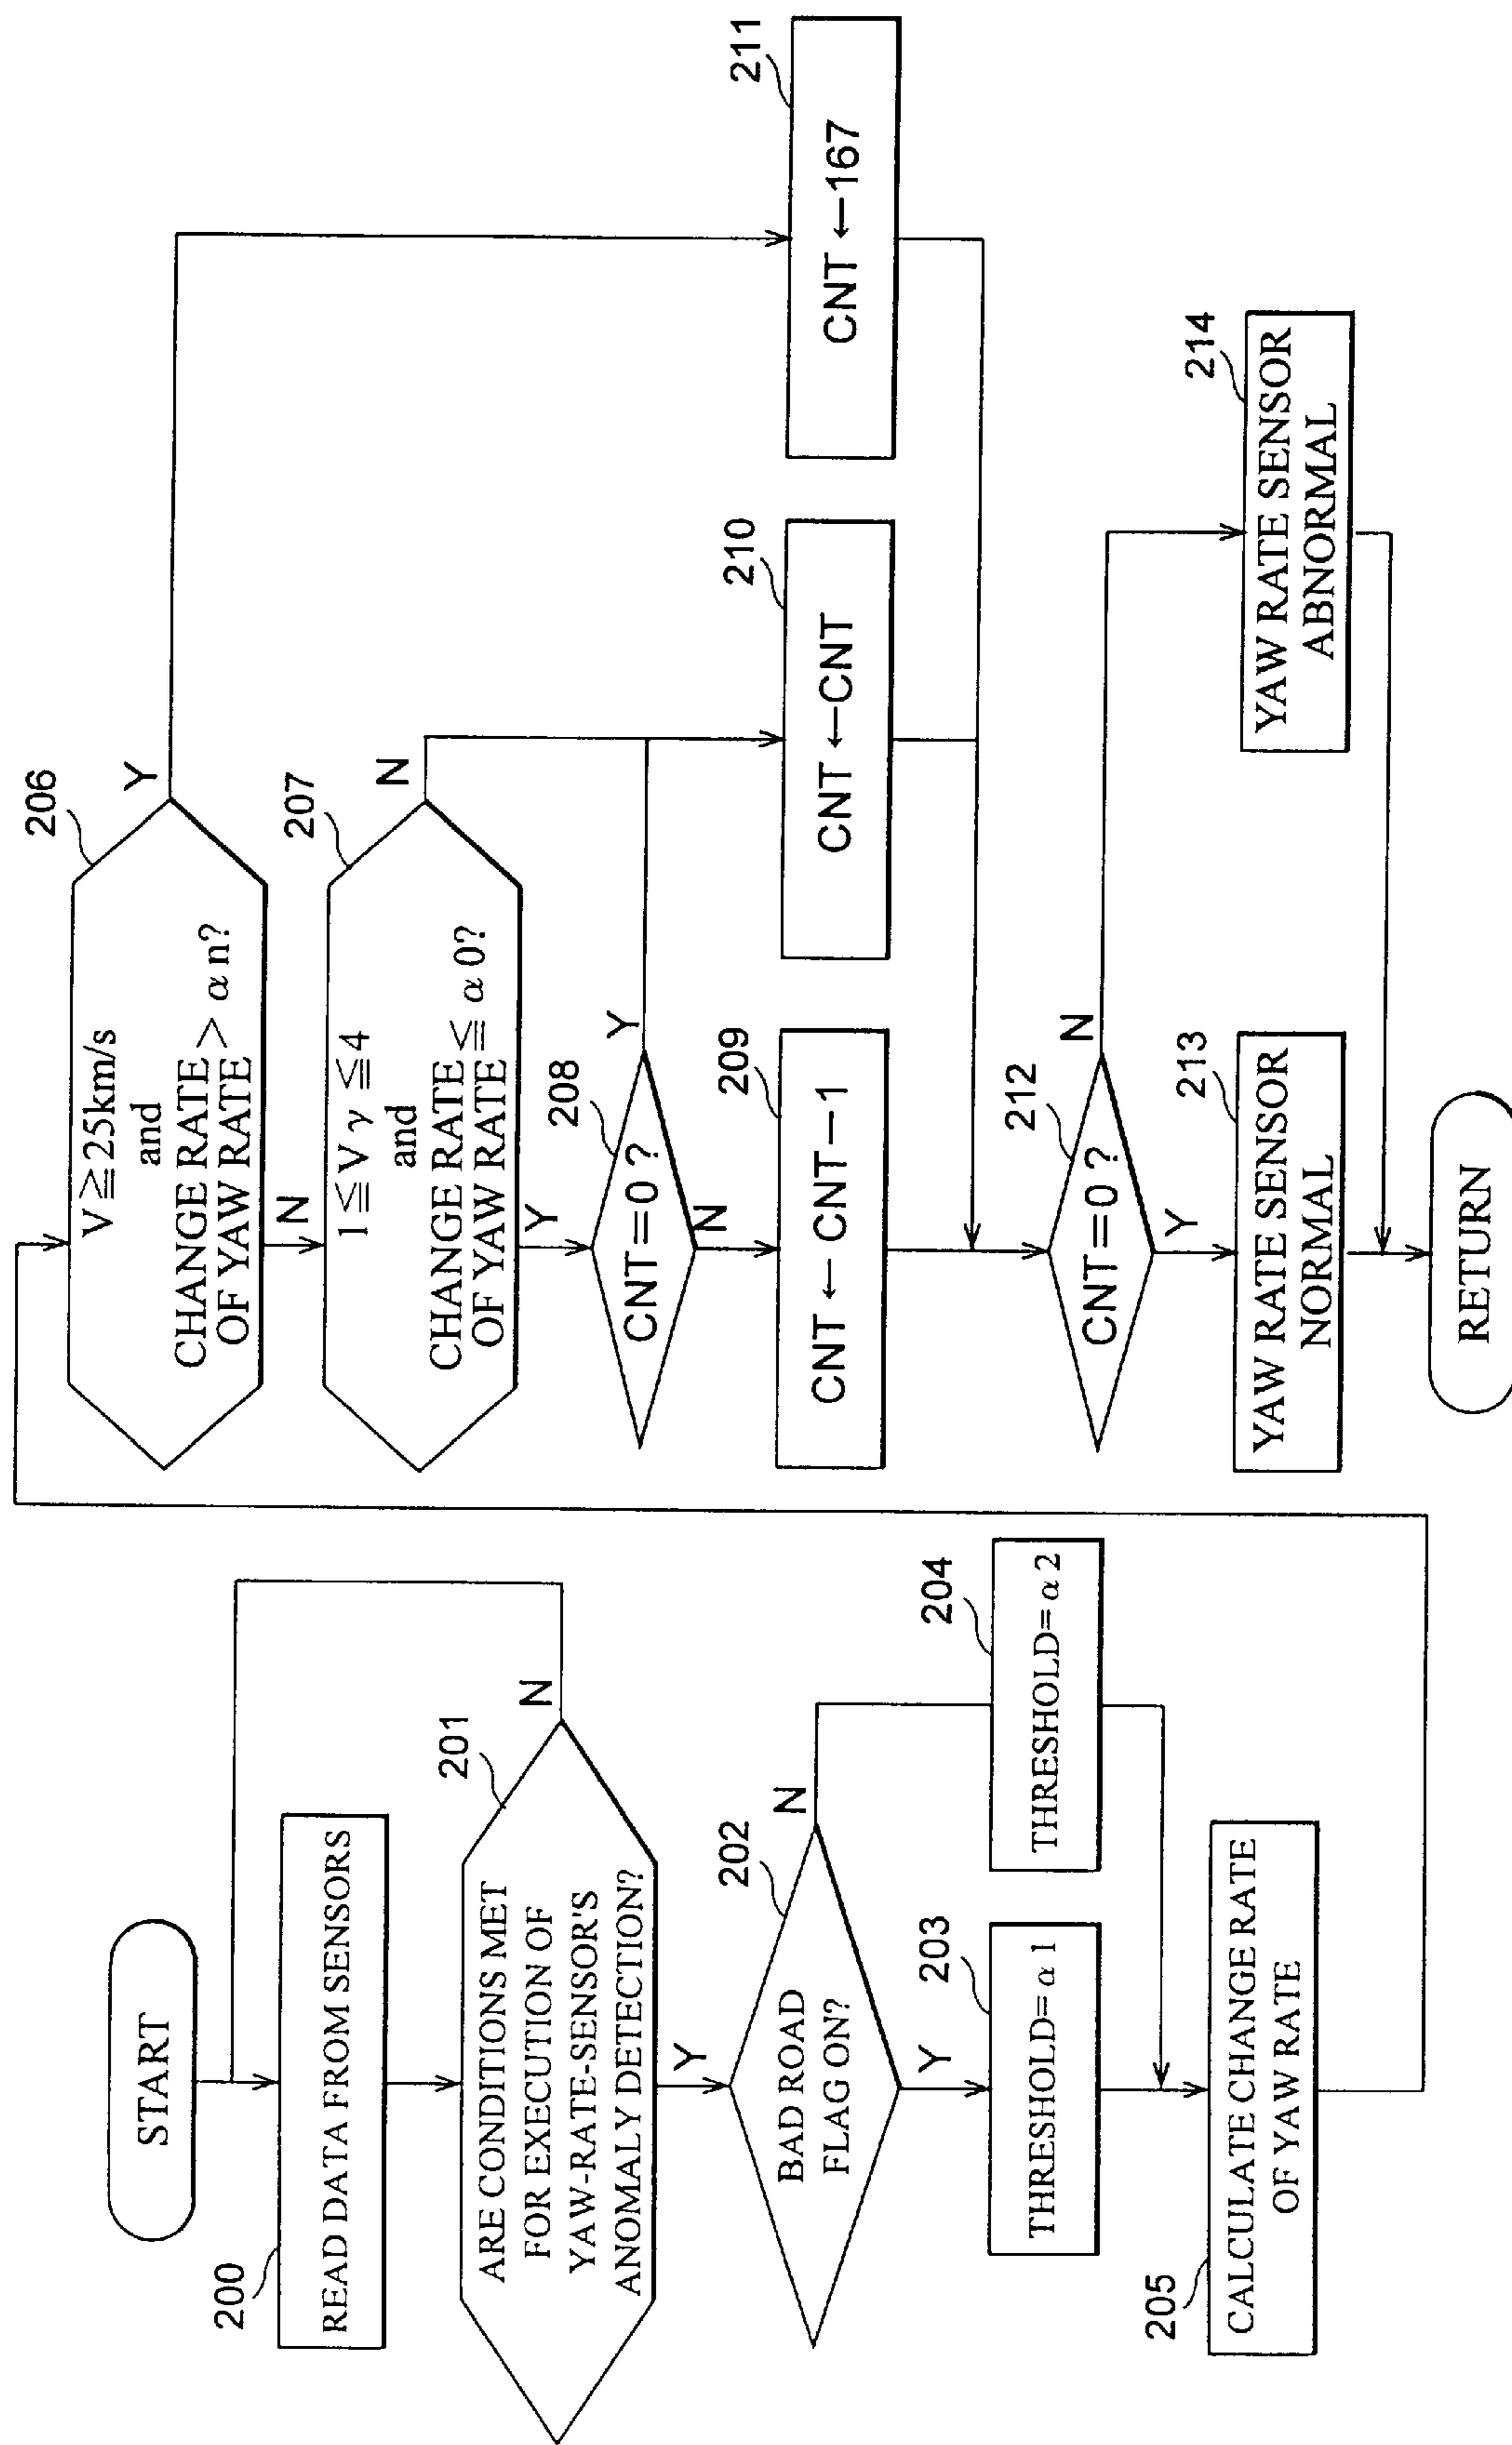 START
200
READ DATA FROM SENSORS
201
ARE CONDITIONS MET
FOR EXECUTION OF
YAW-RATE-SENSOR'S
ANOMALY DETECTION?
N
Y
202
BAD ROAD
FLAG ON?
N
Y
203
THRESHOLD=α1
204
THRESHOLD=α2
205
CALCULATE CHANGE RATE
OF YAW RATE
206
V≧25km/s
and
CHANGE RATE
OF YAW RATE > αn?
Y
N
207
1≦Vγ≦4
and
CHANGE RATE
OF YAW RATE ≦ α0?
N
Y
208
CNT=0?
Y
N
209
CNT←CNT−1
210
CNT←CNT
211
CNT←167
212
CNT=0?
N
Y
213
YAW RATE SENSOR
NORMAL
214
YAW RATE SENSOR
ABNORMAL
RETURN